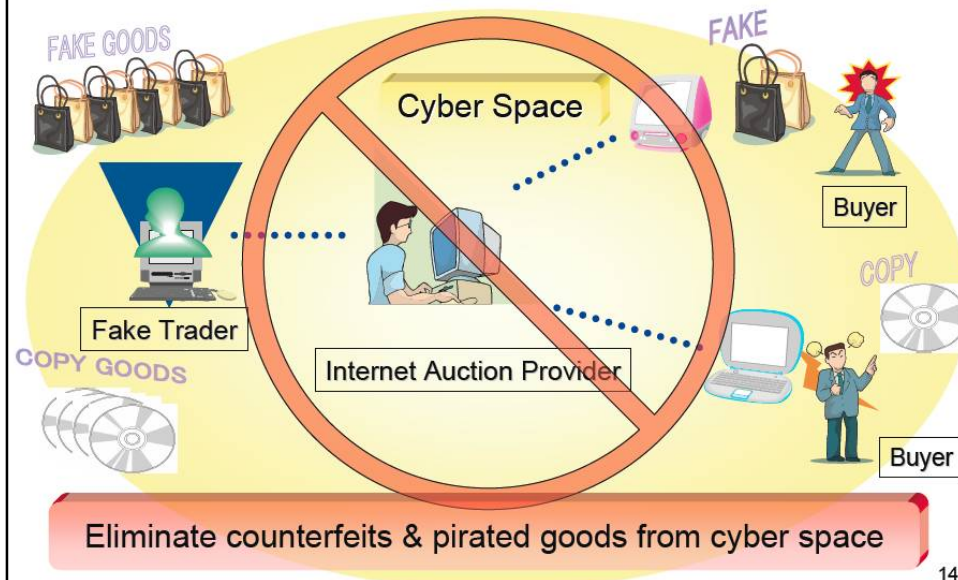 FAKE GOODS
FAKE
Cyber Space
Buyer
COPY
Fake Trader
COPY GOODS
Internet Auction Provider
Buyer
Eliminate counterfeits & pirated goods from cyber space
14